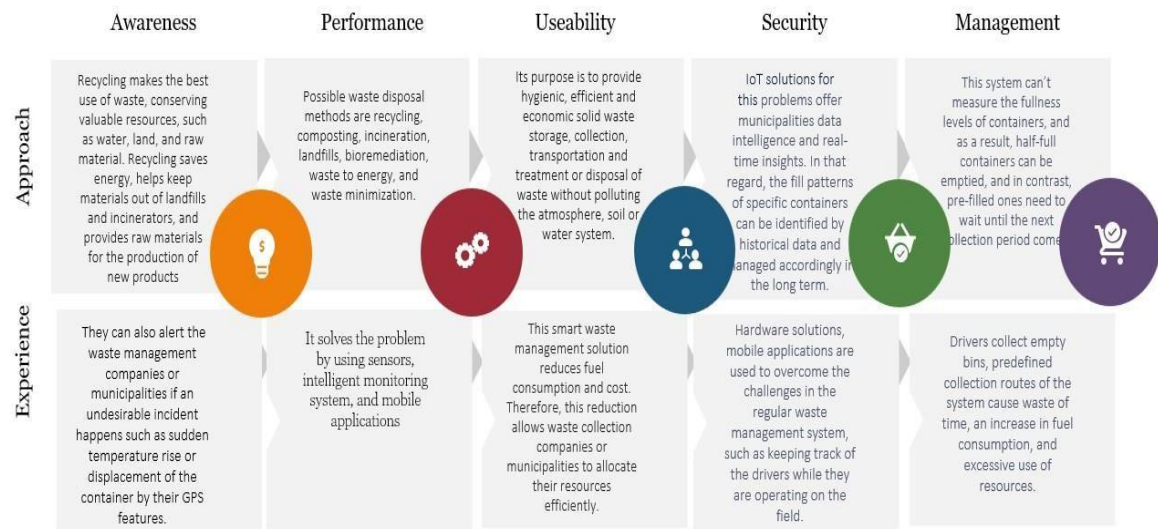 Awareness
Performance
Useability
Security
Management
Approach
Recycling makes the best
use of waste, conserving
valuable resources, such
as water, land, and raw
material. Recycling saves
energy, helps keep
materials out of landfills
and incinerators, and
provides raw materials
for the production of
new products
Possible waste disposal
methods are recycling,
composting, incineration,
landfills, bioremediation,
waste to energy, and
waste minimization.
Its purpose is to provide
hygienic, efficient and
economic solid waste
storage, collection,
transportation and
treatment or disposal of
waste without polluting
the atmosphere, soil or
water system.
IoT solutions for
this problems offer
municipalities data
intelligence and real-
time insights. In that
regard, the fill patterns
of specific containers
can be identified by
historical data and
managed accordingly in
the long term.
This system can't
measure the fullness
levels of containers, and
as a result, half-full
containers can be
emptied, and in contrast,
pre-filled ones need to
wait until the next
collection period come
$
Experience
They can also alert the
waste management
companies or
municipalities if an
undesirable incident
happens such as sudden
temperature rise or
displacement of the
container by their GPS
features.
It solves the problem
by using sensors,
intelligent monitoring
system, and mobile
applications
This smart waste
management solution
reduces fuel
consumption and cost.
Therefore, this reduction
allows waste collection
companies or
municipalities to allocate
their resources
efficiently.
Hardware solutions,
mobile applications are
used to overcome the
challenges in the
regular waste
management system,
such as keeping track of
the drivers while they
are operating on the
field.
Drivers collect empty
bins, predefined
collection routes of the
system cause waste of
time, an increase in fuel
consumption, and
excessive use of
resources.